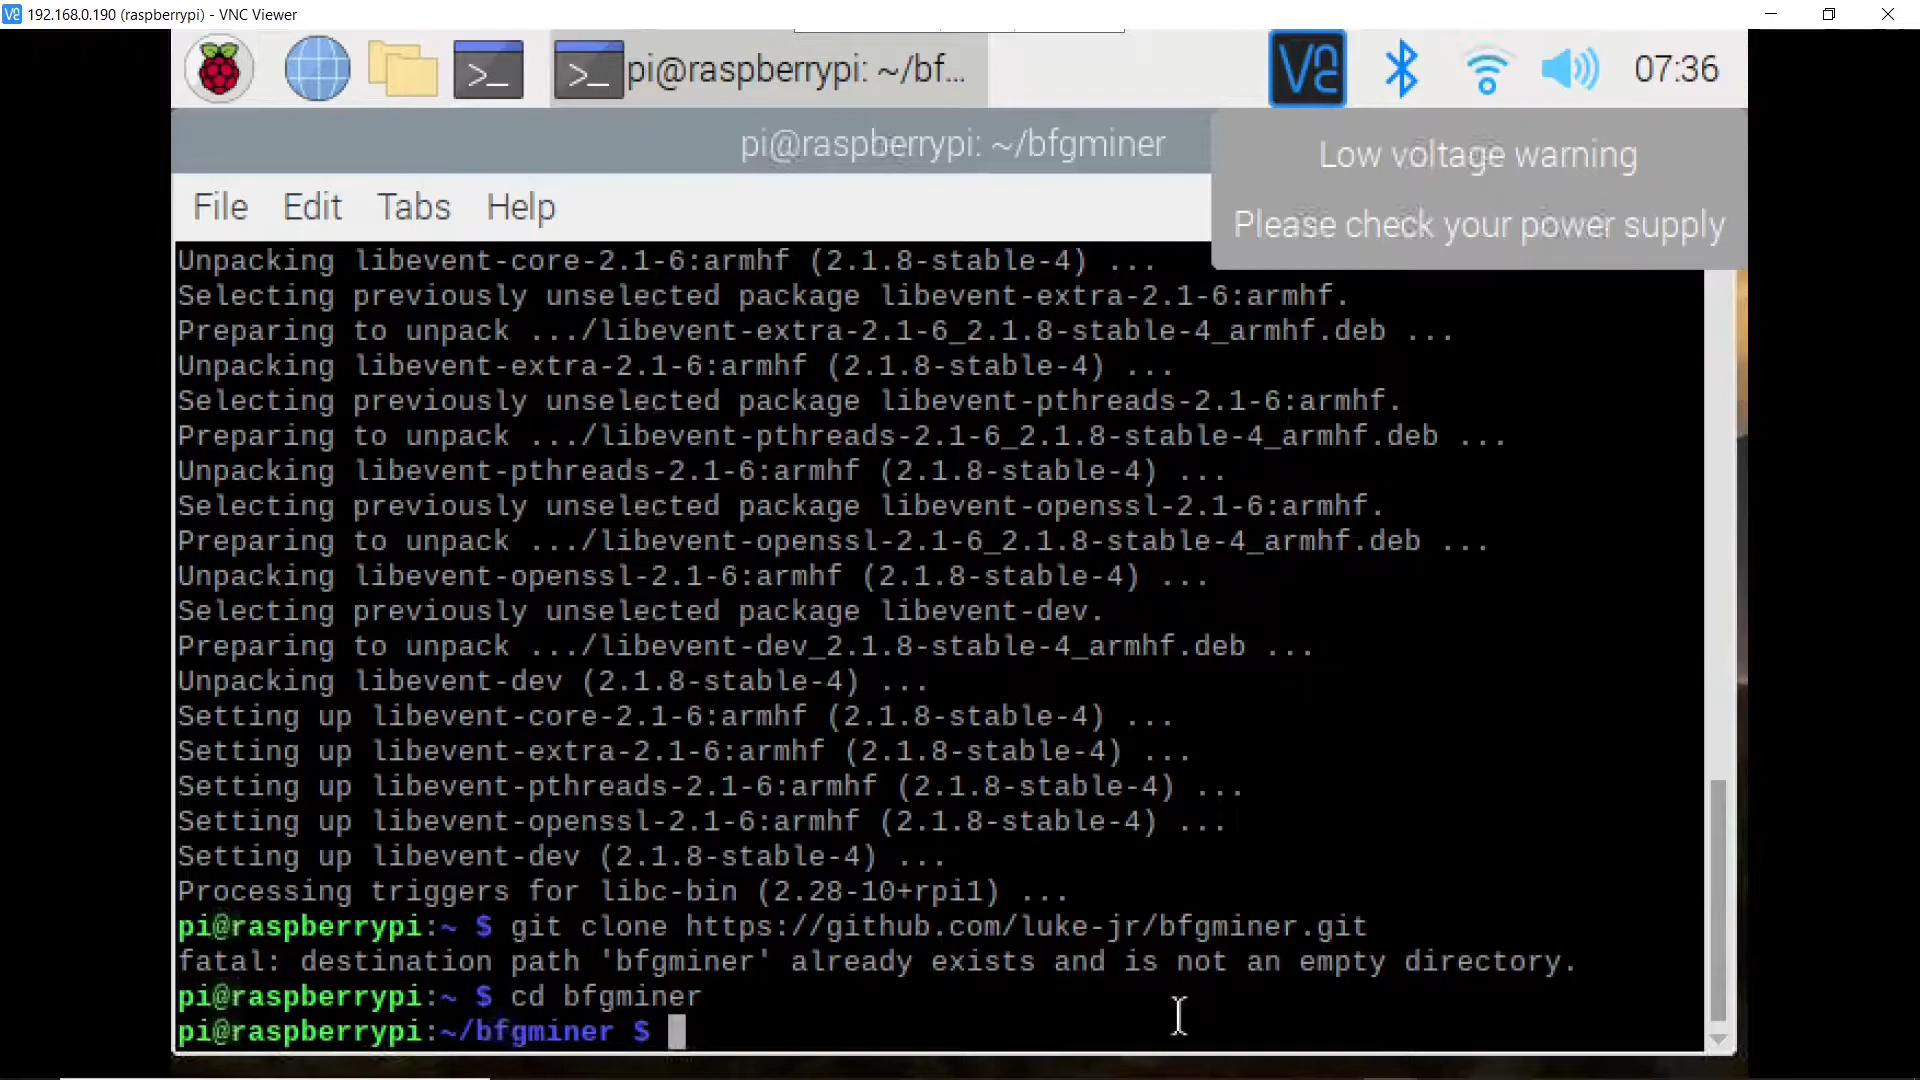 192.168.0.190 (raspberrypi) - VNC Viewer
pi@raspberrypi: ~/bf...
07:36
pi@raspberrypi: ~/bfgminer
Low voltage warning
Please check your power supply
File Edit Tabs Help
Unpacking libevent-core-2.1-6:armhf (2.1.8-stable-4) ...
Selecting previously unselected package libevent-extra-2.1-6:armhf.
Preparing to unpack .../libevent-extra-2.1-6_2.1.8-stable-4_armhf.deb ...
Unpacking libevent-extra-2.1-6:armhf (2.1.8-stable-4) ...
Selecting previously unselected package libevent-pthreads-2.1-6:armhf.
Preparing to unpack .../libevent-pthreads-2.1-6_2.1.8-stable-4_armhf.deb ...
Unpacking libevent-pthreads-2.1-6:armhf (2.1.8-stable-4) ...
Selecting previously unselected package libevent-openssl-2.1-6:armhf.
Preparing to unpack .../libevent-openssl-2.1-6_2.1.8-stable-4_armhf.deb ...
Unpacking libevent-openssl-2.1-6:armhf (2.1.8-stable-4) ...
Selecting previously unselected package libevent-dev.
Preparing to unpack .../libevent-dev_2.1.8-stable-4_armhf.deb ...
Unpacking libevent-dev (2.1.8-stable-4) ...
Setting up libevent-core-2.1-6:armhf (2.1.8-stable-4) ...
Setting up libevent-extra-2.1-6:armhf (2.1.8-stable-4) ...
Setting up libevent-pthreads-2.1-6:armhf (2.1.8-stable-4) ...
Setting up libevent-openssl-2.1-6:armhf (2.1.8-stable-4) ...
Setting up libevent-dev (2.1.8-stable-4) ...
Processing triggers for libc-bin (2.28-10+rpi1) ...
pi@raspberrypi:~ $ git clone https://github.com/luke-jr/bfgminer.git
fatal: destination path 'bfgminer' already exists and is not an empty directory.
pi@raspberrypi:~ $ cd bfgminer
pi@raspberrypi:~/bfgminer $